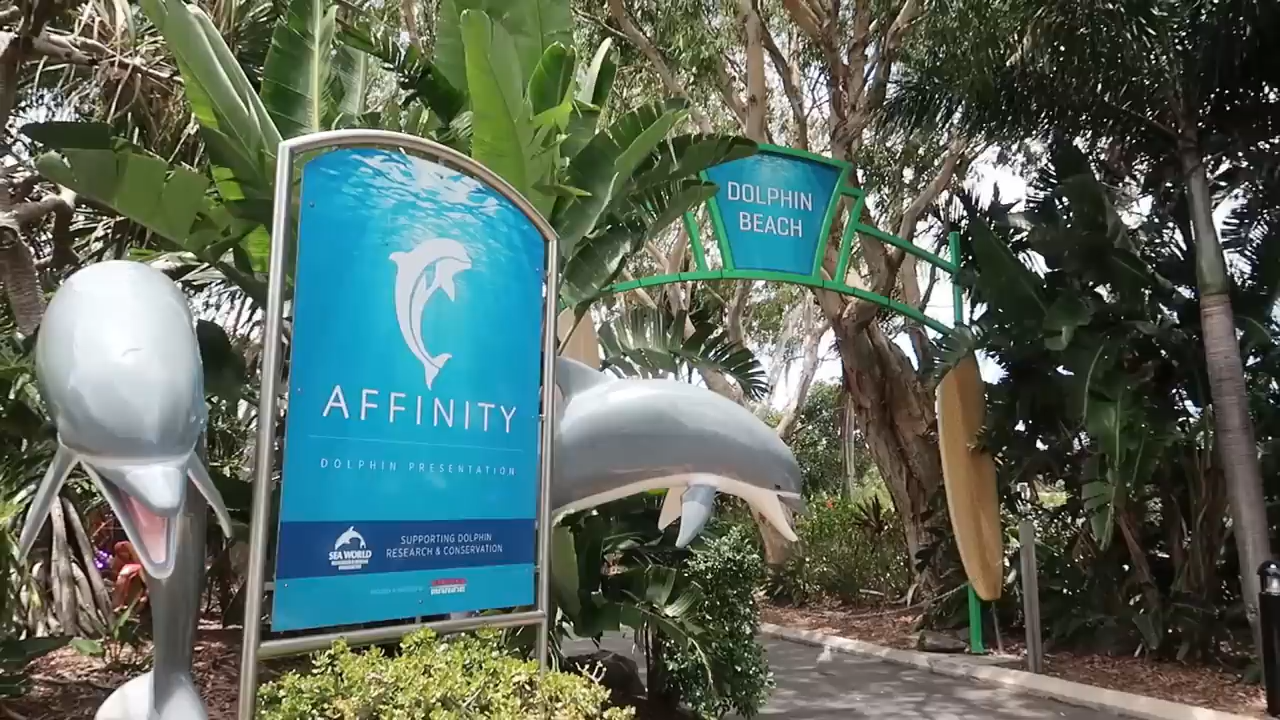 DOLPHIN
BEACH
AFFINITY
DOLPHIN PRESENTATION
SEA WORLD
SUPPORTING DOLPHIN
RESEARCH & CONSERVATION